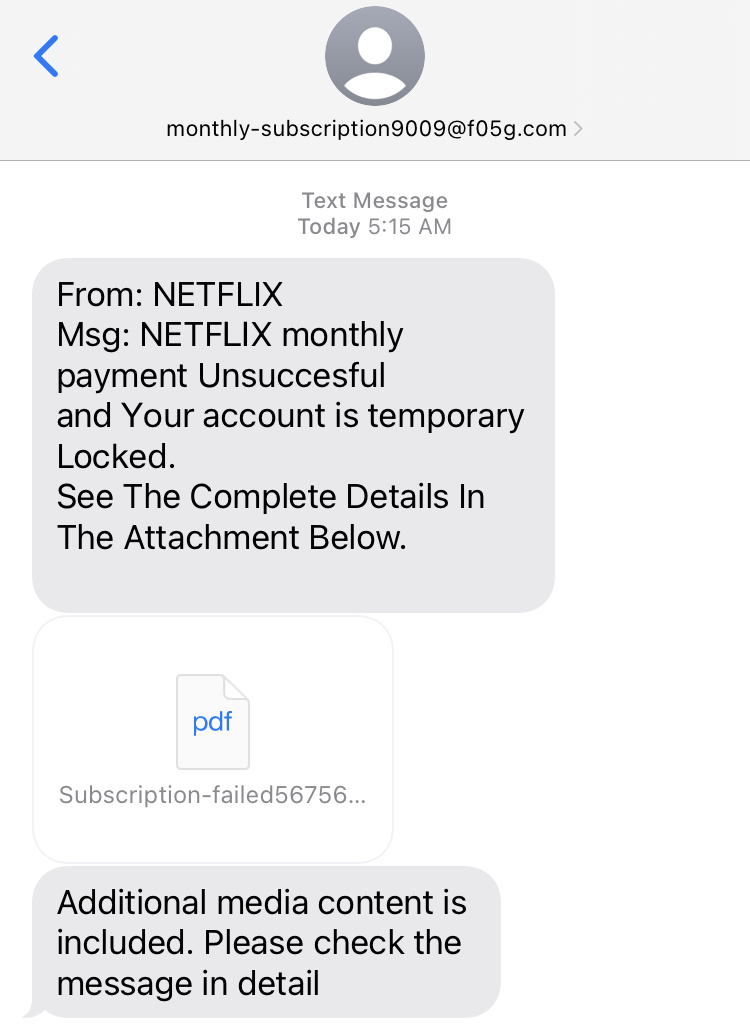 monthly-subscription9009@f05g.com
Text Message
Today 5:15 AM
From: NETFLIX
Msg: NETFLIX monthly
payment Unsuccesful
and Your account is temporary
Locked.
See The Complete Details In
The Attachment Below.
pdf
Subscription-failed56756...
Additional media content is
included. Please check the
message in detail